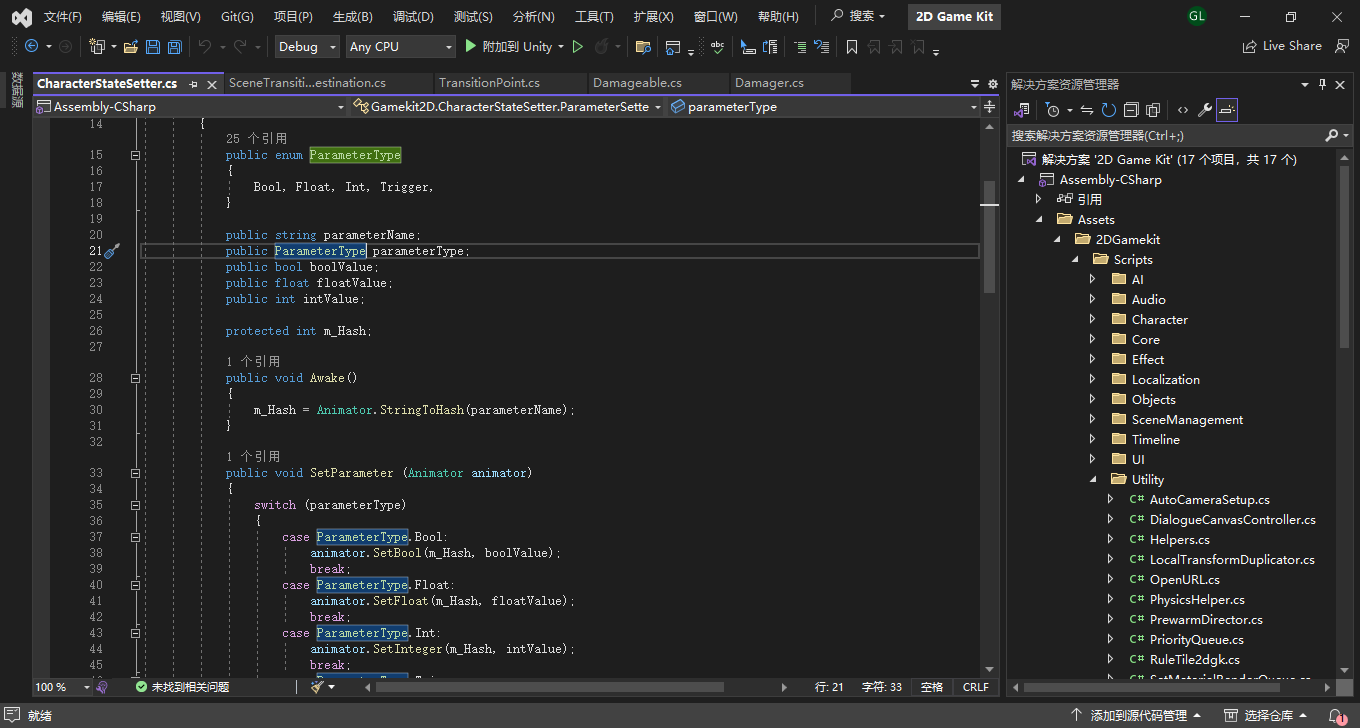 文件(F) 编辑(E) 视图(V) Git(G) 项目(P) 生成(B) 调试(D) 测试(S) 分析(N) 工具(T) 扩展(X) 窗口(W) 帮助(H) 搜索 2D Game Kit GL
Debug Any CPU 附加到 Unity abc Live Share
数据源
CharacterStateSetter.cs SceneTransiti...estination.cs TransitionPoint.cs Damageable.cs Damager.cs
Assembly-CSharp Gamekit2D.CharacterStateSetter.ParameterSette parameterType
14 {
25 个引用
15 public enum ParameterType
16 {
17 Bool, Float, Int, Trigger,
18 }
19
20 public string parameterName;
21 public ParameterType parameterType;
22 public bool boolValue;
23 public float floatValue;
24 public int intValue;
25
26 protected int m_Hash;
27
1 个引用
28 public void Awake()
29 {
30 m_Hash = Animator.StringToHash(parameterName);
31 }
32
1 个引用
33 public void SetParameter (Animator animator)
34 {
35 switch (parameterType)
36 {
37 case ParameterType.Bool:
38 animator.SetBool(m_Hash, boolValue);
39 break;
40 case ParameterType.Float:
41 animator.SetFloat(m_Hash, floatValue);
42 break;
43 case ParameterType.Int:
44 animator.SetInteger(m_Hash, intValue);
45 break;
100 % 未找到相关问题 行: 21 字符: 33 空格 CRLF
解决方案资源管理器
搜索解决方案资源管理器(Ctrl+;)
解决方案 '2D Game Kit' (17 个项目，共 17 个)
Assembly-CSharp
引用
Assets
2DGamekit
Scripts
AI
Audio
Character
Core
Effect
Localization
Objects
SceneManagement
Timeline
UI
Utility
C# AutoCameraSetup.cs
C# DialogueCanvasController.cs
C# Helpers.cs
C# LocalTransformDuplicator.cs
C# OpenURL.cs
C# PhysicsHelper.cs
C# PrewarmDirector.cs
C# PriorityQueue.cs
C# RuleTile2dgk.cs
C# SetMaterialRenderQueue.cs
就绪 添加到源代码管理 选择仓库 1